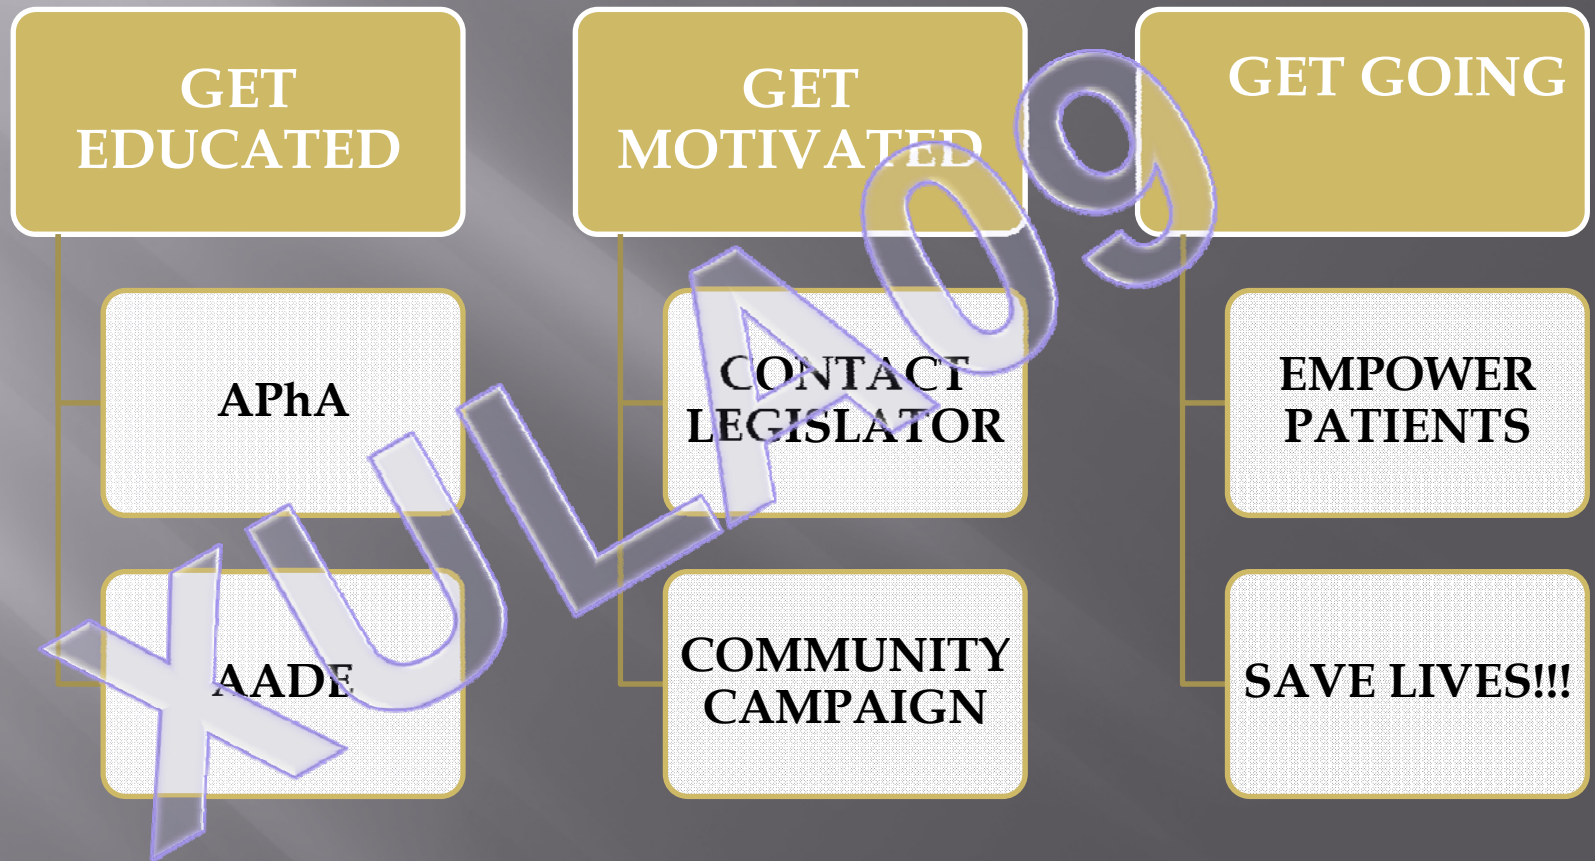 GET
EDUCATED
APhA
AADE
GET
MOTIVATED
CONTACT
LEGISLATOR
COMMUNITY
CAMPAIGN
GET GOING
EMPOWER
PATIENTS
SAVE LIVES!!!
XULA09